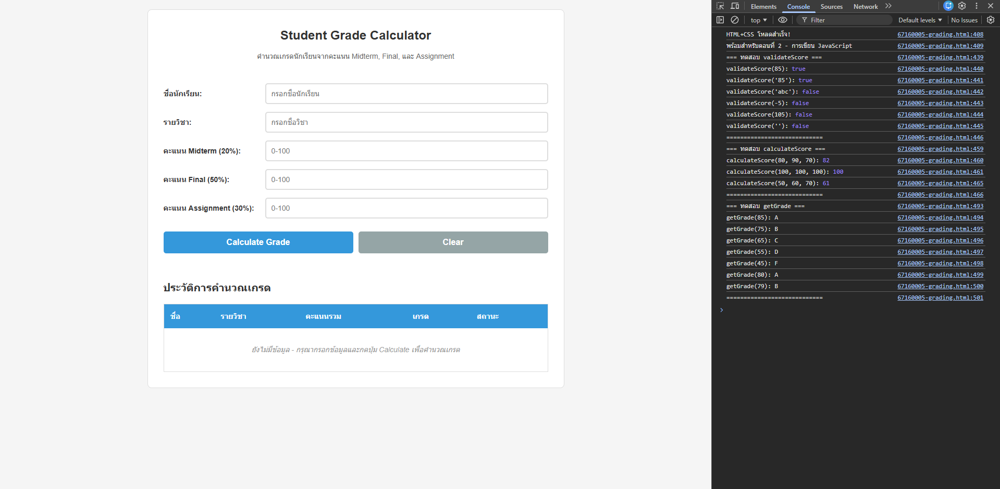 Student Grade Calculator
คำนวณเกรดนักเรียนจากคะแนน Midterm, Final, และ Assignment
ชื่อนักเรียน:
กรอกชื่อนักเรียน
รายวิชา:
กรอกชื่อวิชา
คะแนน Midterm (20%):
0-100
คะแนน Final (50%):
0-100
คะแนน Assignment (30%):
0-100
Calculate Grade Clear
ประวัติการคำนวณเกรด
ชื่อ รายวิชา คะแนนรวม เกรด สถานะ
ยังไม่มีข้อมูล - กรุณากรอกข้อมูลและกดปุ่ม Calculate เพื่อคำนวณเกรด
Elements Console Sources Network
top Filter Default levels No Issues
HTML+CSS โหลดสำเร็จ! 67160005-grading.html:408
พร้อมสำหรับตอนที่ 2 - การเขียน JavaScript 67160005-grading.html:409
=== ทดสอบ validateScore === 67160005-grading.html:439
validateScore(85): true 67160005-grading.html:440
validateScore('85'): true 67160005-grading.html:441
validateScore('abc'): false 67160005-grading.html:442
validateScore(-5): false 67160005-grading.html:443
validateScore(105): false 67160005-grading.html:444
validateScore(''): false 67160005-grading.html:445
============================ 67160005-grading.html:446
=== ทดสอบ calculateScore === 67160005-grading.html:459
calculateScore(80, 90, 70): 82 67160005-grading.html:460
calculateScore(100, 100, 100): 100 67160005-grading.html:461
calculateScore(50, 60, 70): 61 67160005-grading.html:465
============================ 67160005-grading.html:466
=== ทดสอบ getGrade === 67160005-grading.html:493
getGrade(85): A 67160005-grading.html:494
getGrade(75): B 67160005-grading.html:495
getGrade(65): C 67160005-grading.html:496
getGrade(55): D 67160005-grading.html:497
getGrade(45): F 67160005-grading.html:498
getGrade(80): A 67160005-grading.html:499
getGrade(79): B 67160005-grading.html:500
============================ 67160005-grading.html:501